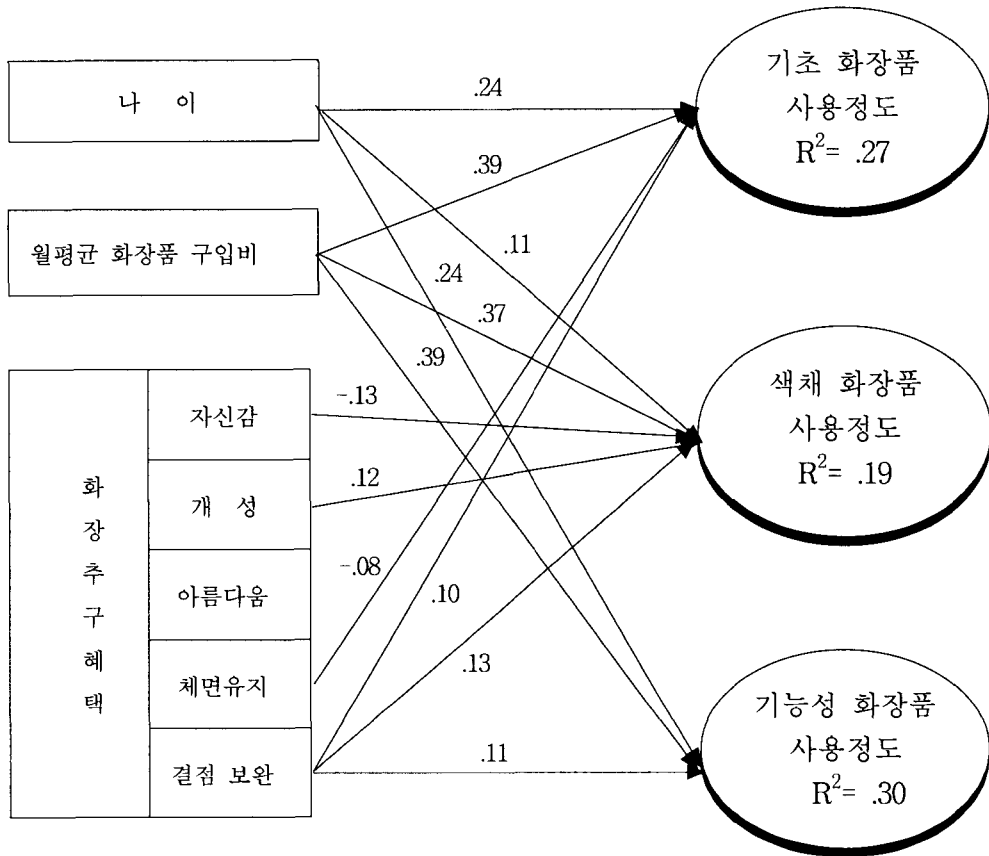 나 이
월평균 화장품 구입비
화장추구혜택
자신감
개 성
아름다움
체면유지
결점 보완
.24
.39
.11
.24
.37
.39
-.13
.12
-.08
.10
.13
.11
기초 화장품
사용정도
R²= .27
색채 화장품
사용정도
R²= .19
기능성 화장품
사용정도
R²= .30